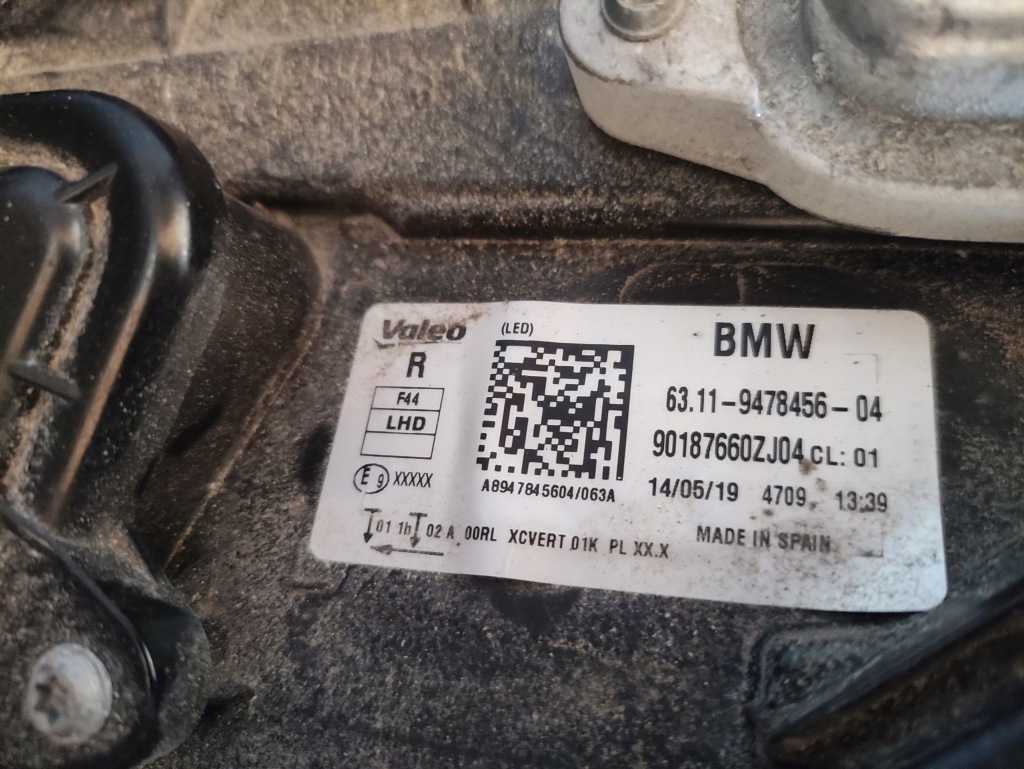 Valeo
(LED)
BMW
R
F44
LHD
63.11-9478456-04
90187660ZJ04 CL: 01
E9 XXXXX
A8947845604/063A
14/05/19 4709 13:39
01 1h 02 A 00RL XCVERT 01K PL XX.X
MADE IN SPAIN